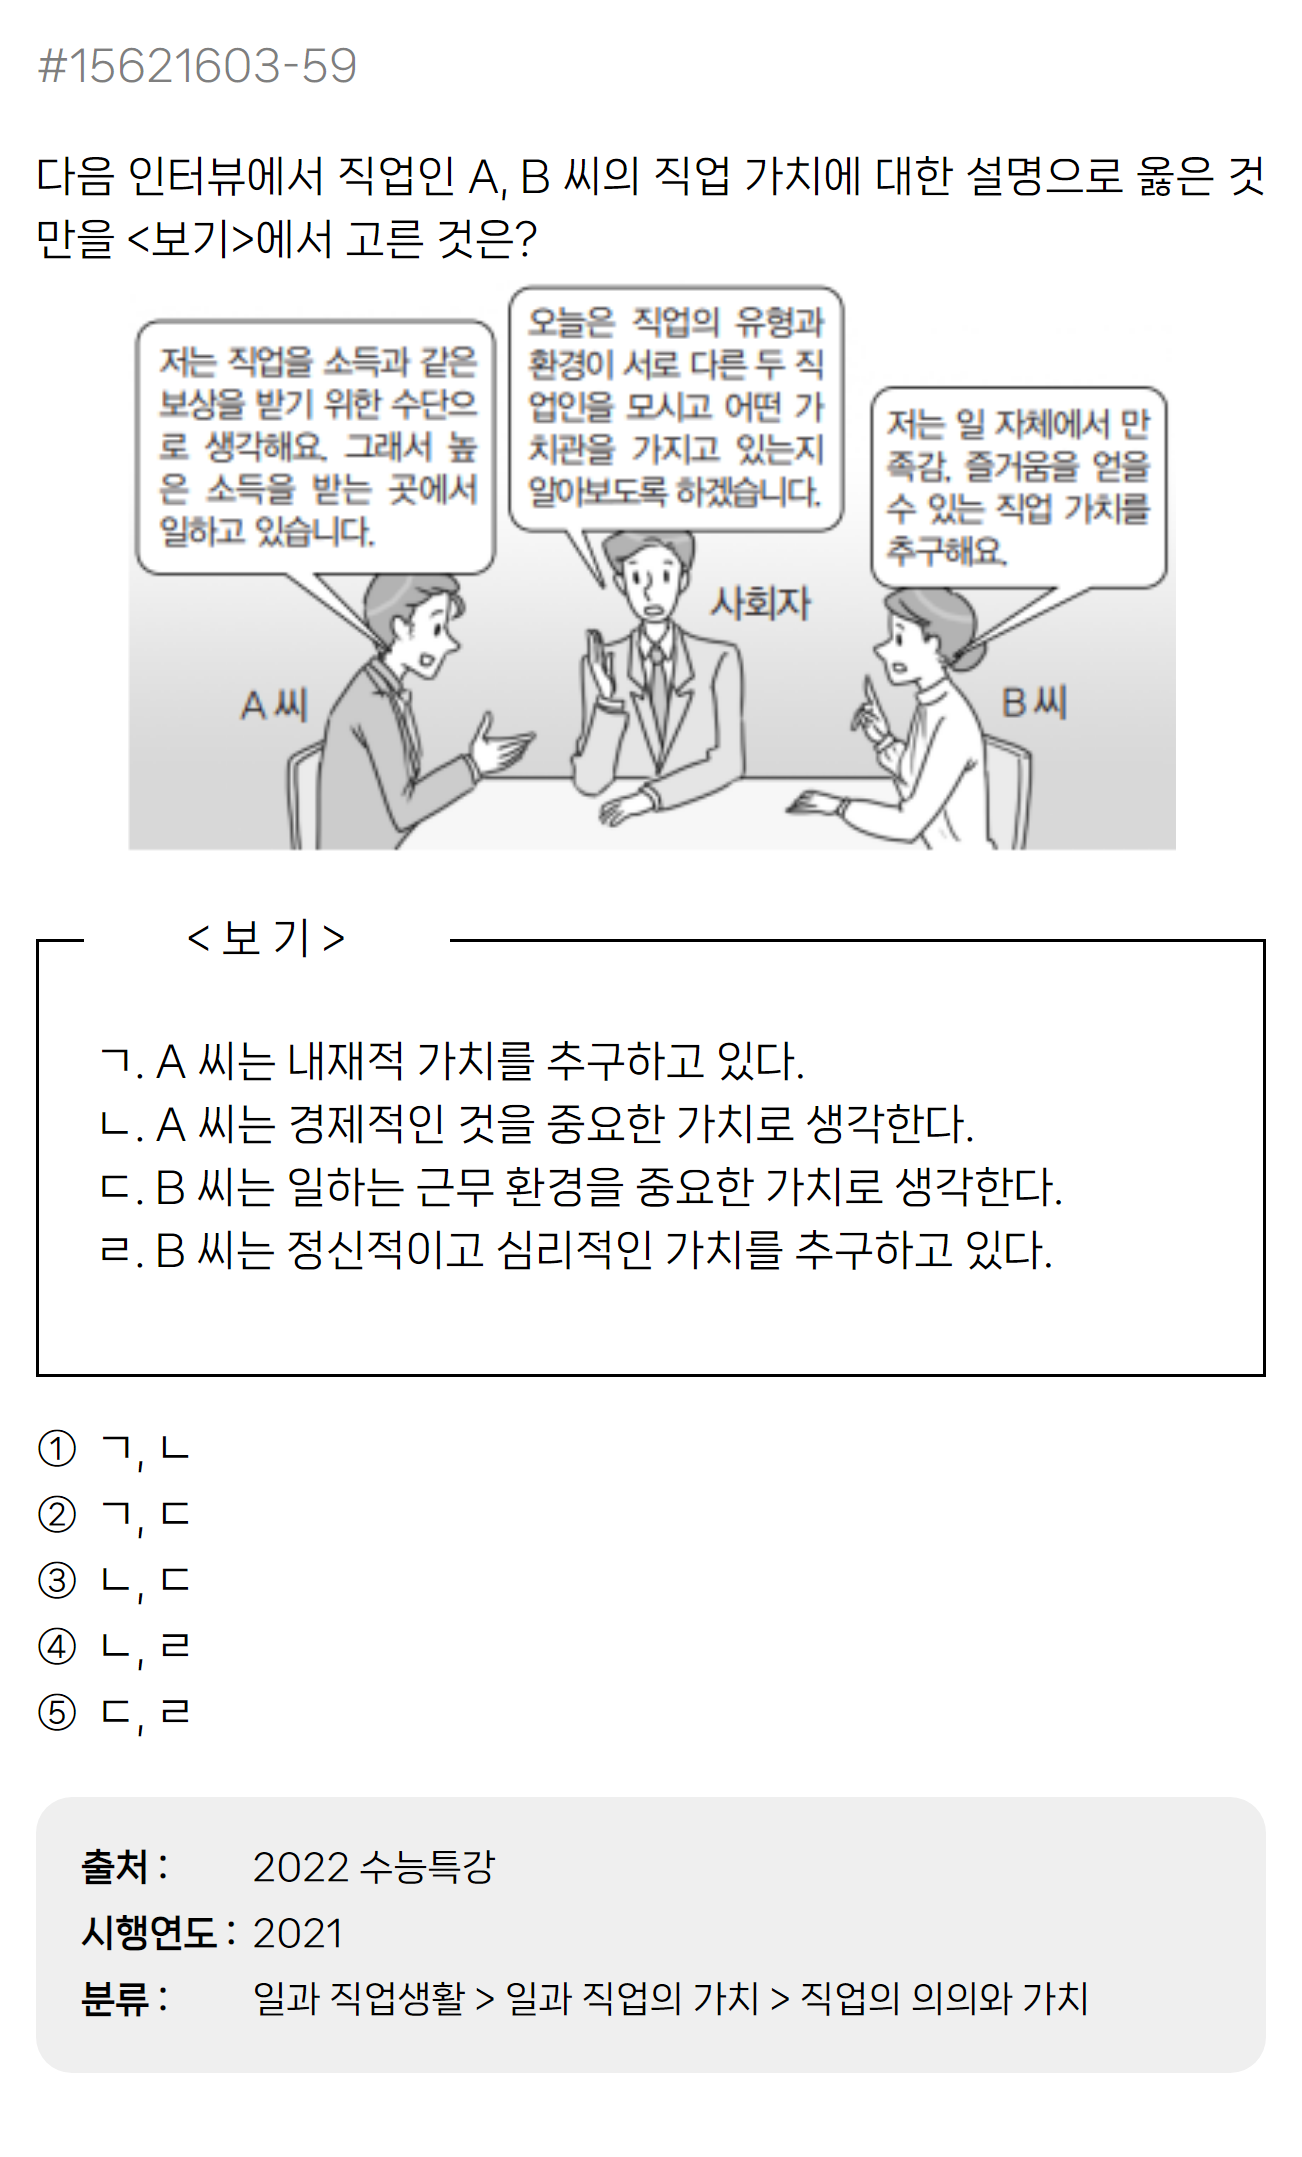 #15621603-59
다음 인터뷰에서 직업인 A, B 씨의 직업 가치에 대한 설명으로 옳은 것
만을 <보기>에서 고른 것은?
저는 직업을 소득과 같은
보상을 받기 위한 수단으
로 생각해요. 그래서 높
은 소득을 받는 곳에서
일하고 있습니다.
오늘은 직업의 유형과
환경이 서로 다른 두 직
업인을 모시고 어떤 가
치관을 가지고 있는지
알아보도록 하겠습니다.
저는 일 자체에서 만
족감, 즐거움을 얻을
수 있는 직업 가치를
추구해요.
사회자
A 씨
B 씨
< 보 기 >
ㄱ. A 씨는 내재적 가치를 추구하고 있다.
ㄴ. A 씨는 경제적인 것을 중요한 가치로 생각한다.
ㄷ. B 씨는 일하는 근무 환경을 중요한 가치로 생각한다.
ㄹ. B 씨는 정신적이고 심리적인 가치를 추구하고 있다.
① ㄱ, ㄴ
② ㄱ, ㄷ
③ ㄴ, ㄷ
④ ㄴ, ㄹ
⑤ ㄷ, ㄹ
출처 : 2022 수능특강
시행연도 : 2021
분류 : 일과 직업생활 > 일과 직업의 가치 > 직업의 의의와 가치